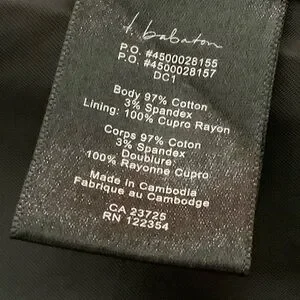 t. babaton
P.O. #4500028155
P.O. #4500028157
DC1
Body 97% Cotton
3% Spandex
Lining: 100% Cupro Rayon
Corps 97% Coton
3% Spandex
Doublure:
100% Rayonne Cupro
Made in Cambodia
Fabrique au Cambodge
CA 23725
RN 122354